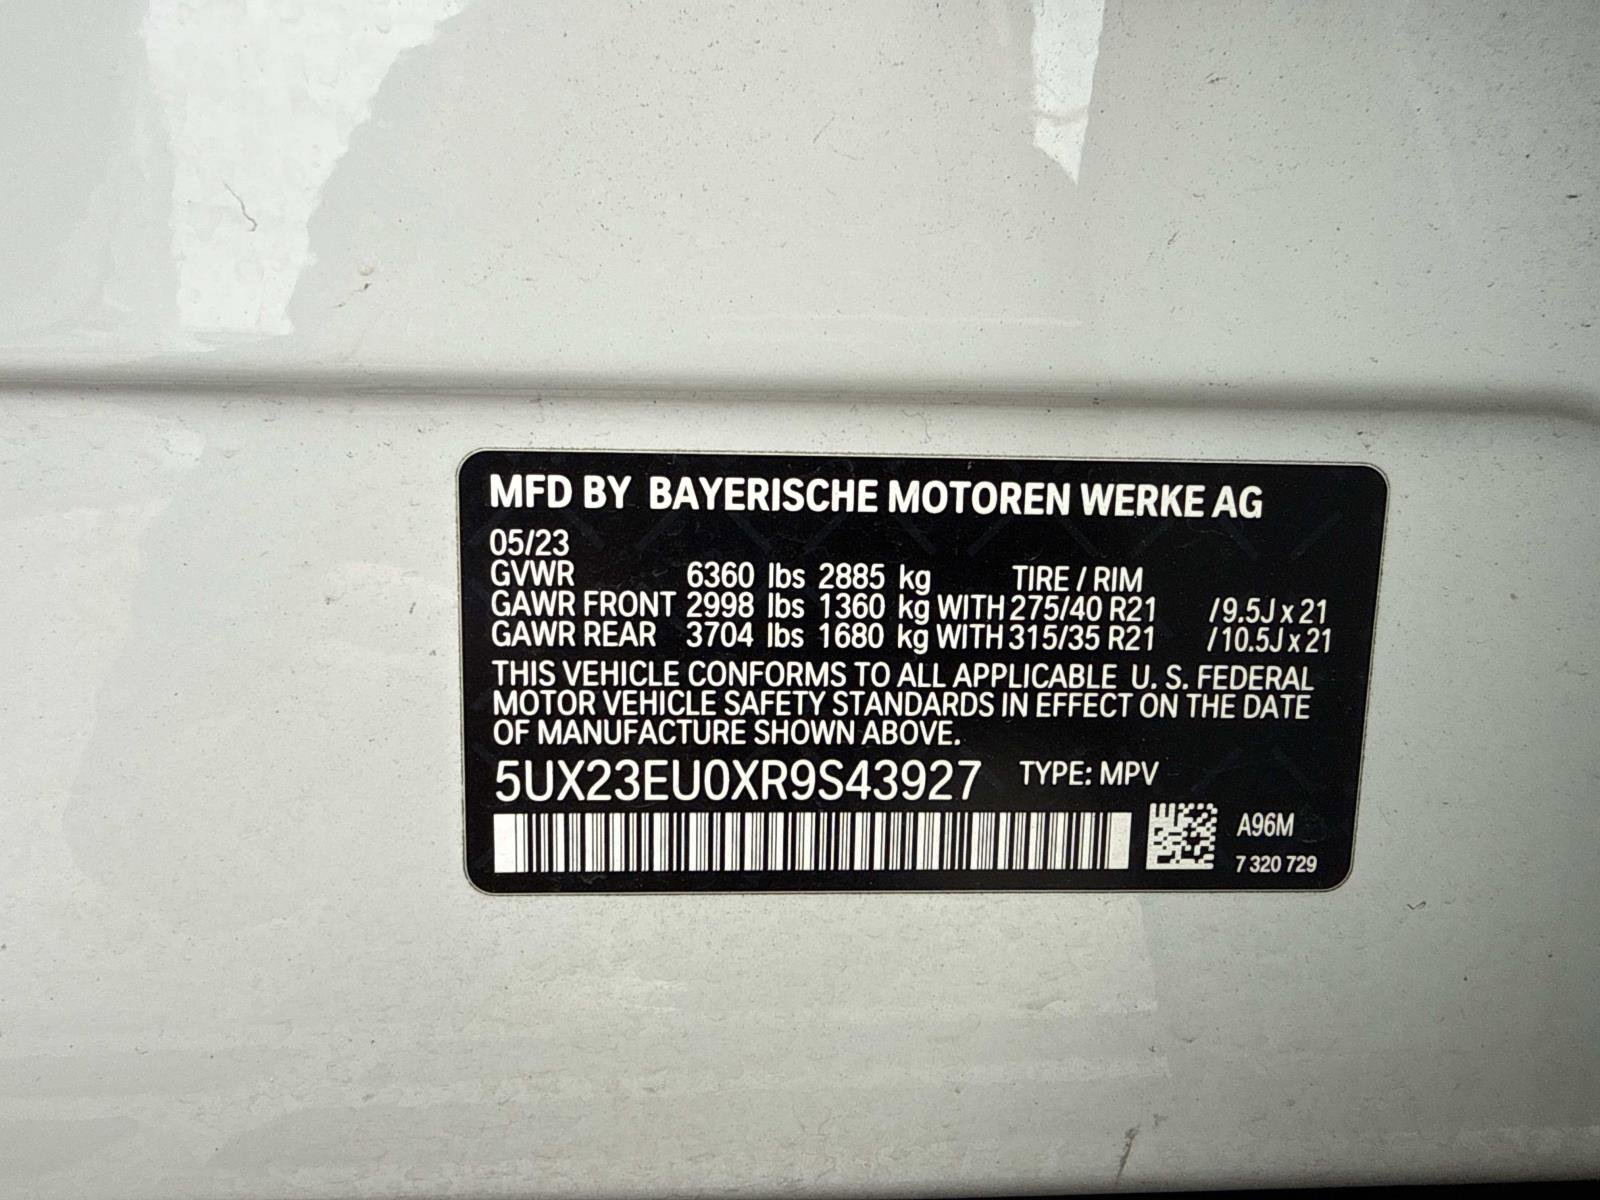 MFD BY BAYERISCHE MOTOREN WERKE AG
05/23
GVWR 6360 lbs 2885 kg TIRE / RIM
GAWR FRONT 2998 lbs 1360 kg WITH 275/40 R21 / 9.5J x 21
GAWR REAR 3704 lbs 1680 kg WITH 315/35 R21 / 10.5J x 21
THIS VEHICLE CONFORMS TO ALL APPLICABLE U. S. FEDERAL
MOTOR VEHICLE SAFETY STANDARDS IN EFFECT ON THE DATE
OF MANUFACTURE SHOWN ABOVE.
5UX23EU0XR9S43927 TYPE: MPV
A96M
7 320 729